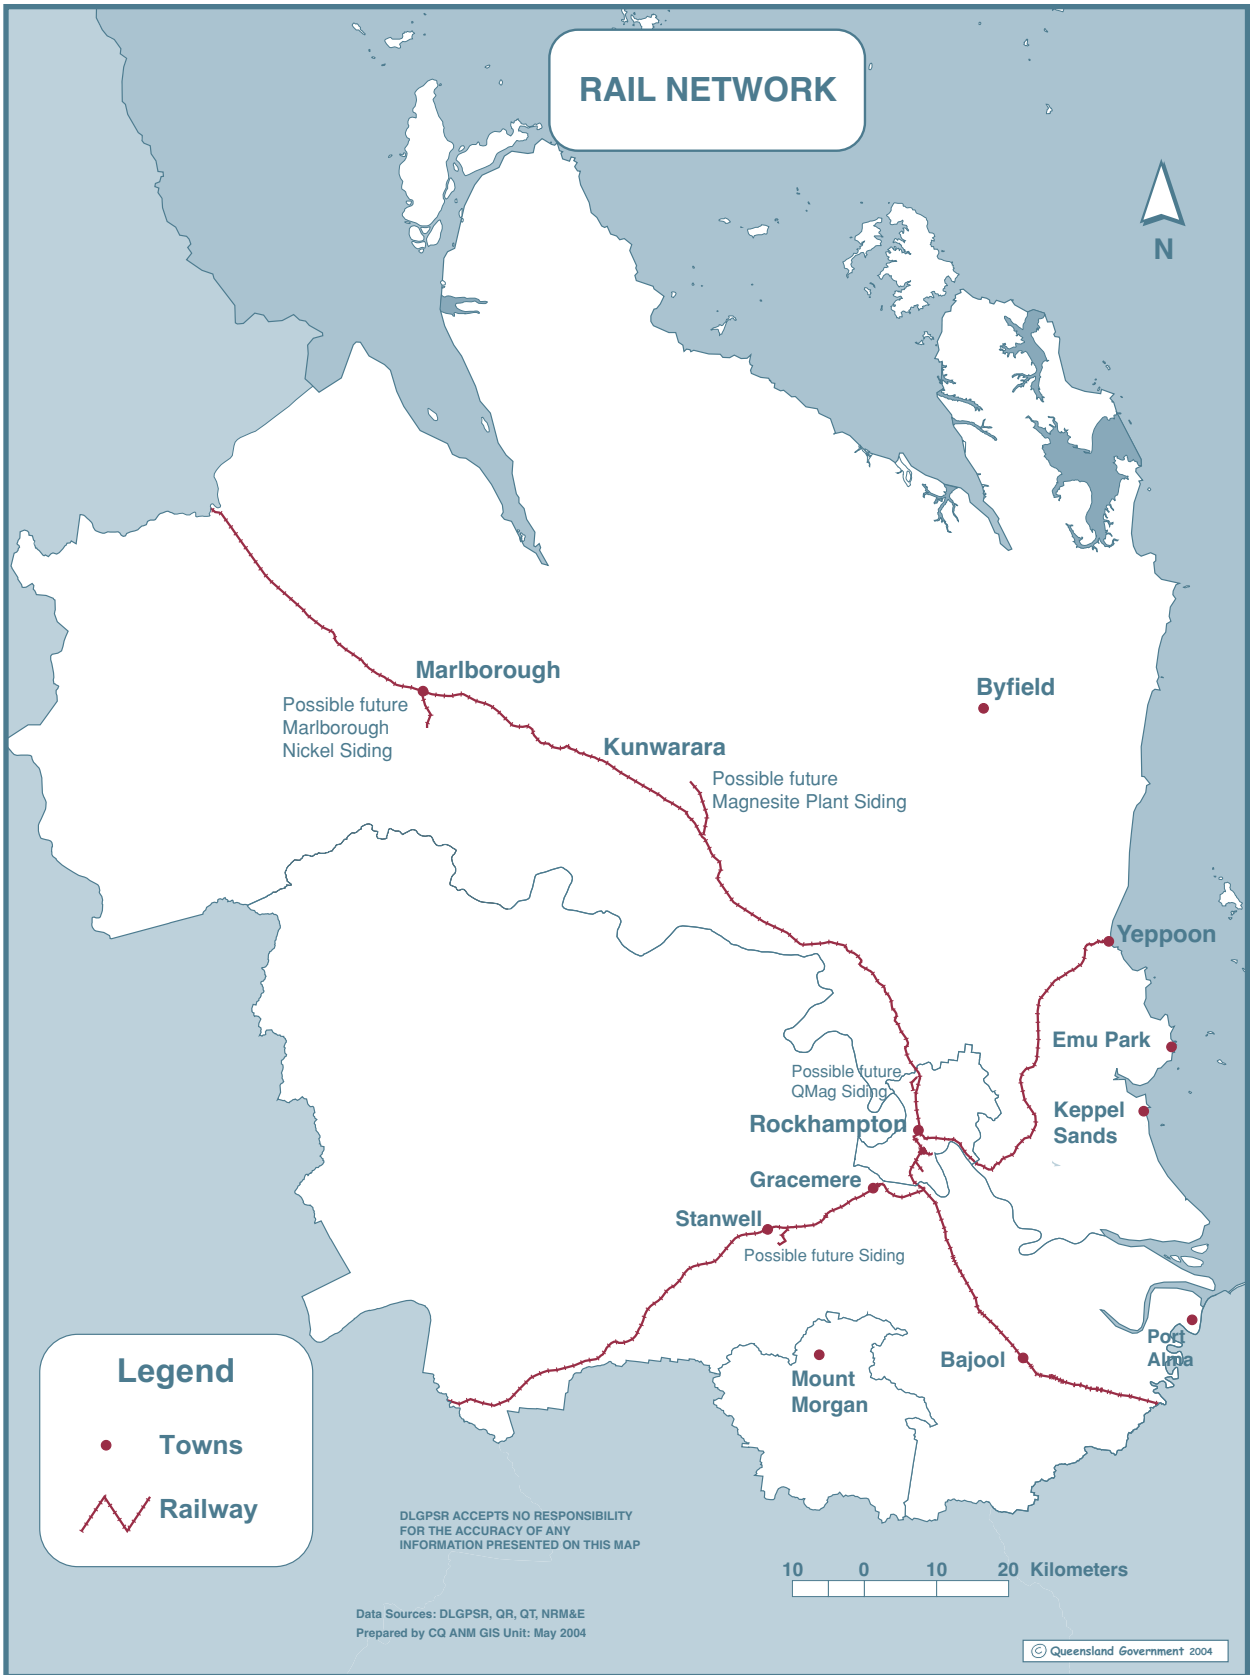 RAIL NETWORK
N
Marlborough
Possible future
Marlborough
Nickel Siding
Byfield
Kunwarara
Possible future
Magnesite Plant Siding
Yeppoon
Emu Park
Possible future
QMag Siding
Keppel
Sands
Rockhampton
Gracemere
Stanwell
Possible future Siding
Port
Alma
Bajool
Mount
Morgan
Legend
Towns
Railway
DLGPSR ACCEPTS NO RESPONSIBILITY
FOR THE ACCURACY OF ANY
INFORMATION PRESENTED ON THIS MAP
10 0 10 20 Kilometers
Data Sources: DLGPSR, QR, QT, NRM&E
Prepared by CQ ANM GIS Unit: May 2004
© Queensland Government 2004